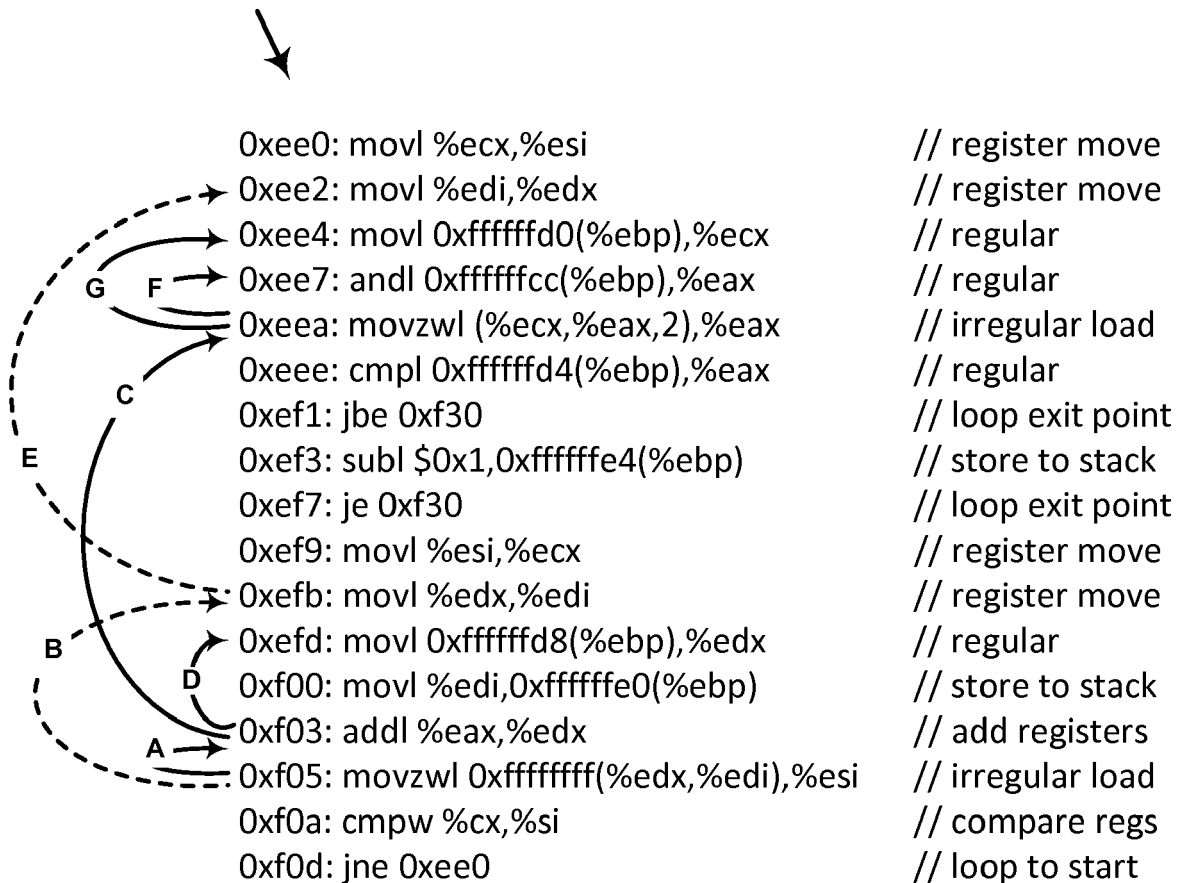 0xee0: movl %ecx,%esi // register move
0xee2: movl %edi,%edx // register move
0xee4: movl 0xffffffd0(%ebp),%ecx // regular
G F 0xee7: andl 0xffffffcc(%ebp),%eax // regular
0xeea: movzwl (%ecx,%eax,2),%eax // irregular load
0xeee: cmpl 0xffffffd4(%ebp),%eax // regular
C
0xef1: jbe 0xf30 // loop exit point
E 0xef3: subl $0x1,0xffffffe4(%ebp) // store to stack
0xef7: je 0xf30 // loop exit point
0xef9: movl %esi,%ecx // register move
0xefb: movl %edx,%edi // register move
B 0xefd: movl 0xffffffd8(%ebp),%edx // regular
D 0xf00: movl %edi,0xffffffe0(%ebp) // store to stack
0xf03: addl %eax,%edx // add registers
A
0xf05: movzwl 0xffffffff(%edx,%edi),%esi // irregular load
0xf0a: cmpw %cx,%si // compare regs
0xf0d: jne 0xee0 // loop to start